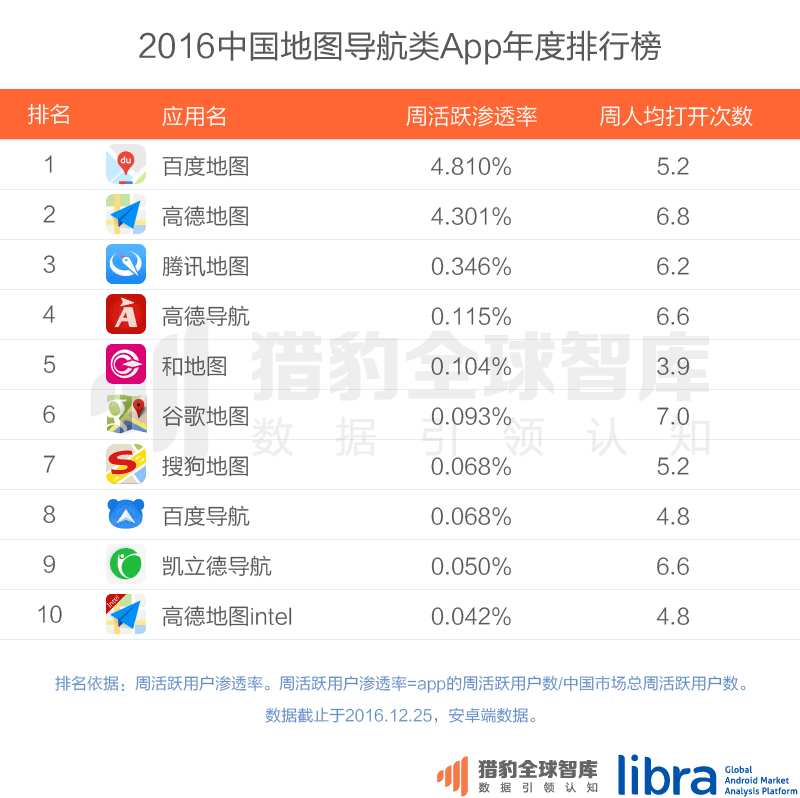 2016中国地图导航类App年度排行榜
排名 应用名 周活跃渗透率 周人均打开次数
1 du 百度地图 4.810% 5.2
2 高德地图 4.301% 6.8
3 腾讯地图 0.346% 6.2
4 高德导航 0.115% 6.6
5 和地图 0.104% 3.9
6 谷歌地图 0.093% 7.0
7 搜狗地图 0.068% 5.2
8 百度导航 0.068% 4.8
9 凯立德导航 0.050% 6.6
10 intel 高德地图intel 0.042% 4.8
猎豹全球智库
数据引领认知
排名依据：周活跃用户渗透率。周活跃用户渗透率=app的周活跃用户数/中国市场总周活跃用户数。
数据截止于2016.12.25，安卓端数据。
猎豹全球智库
数据引领认知
libra
Global
Android Market
Analysis Platform